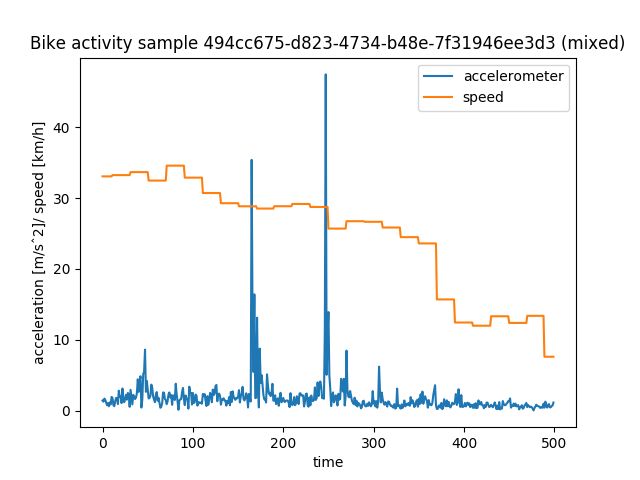 Bike activity sample 494cc675-d823-4734-b48e-7f31946ee3d3 (mixed)
accelerometer
speed
acceleration [m/s^2]/ speed [km/h]
40
30
20
10
0
0 100 200 300 400 500
time